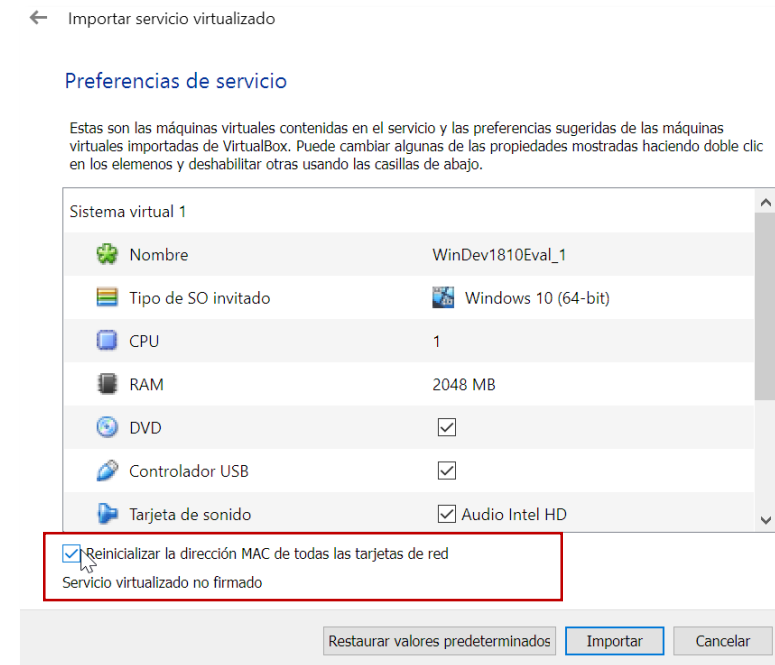 Importar servicio virtualizado
Preferencias de servicio
Estas son las máquinas virtuales contenidas en el servicio y las preferencias sugeridas de las máquinas
virtuales importadas de VirtualBox. Puede cambiar algunas de las propiedades mostradas haciendo doble clic
en los elemenos y deshabilitar otras usando las casillas de abajo.
Sistema virtual 1
Nombre WinDev1810Eval_1
Tipo de SO invitado Windows 10 (64-bit)
CPU 1
RAM 2048 MB
DVD
Controlador USB
Tarjeta de sonido Audio Intel HD
Reinicializar la dirección MAC de todas las tarjetas de red
Servicio virtualizado no firmado
Restaurar valores predeterminados Importar Cancelar